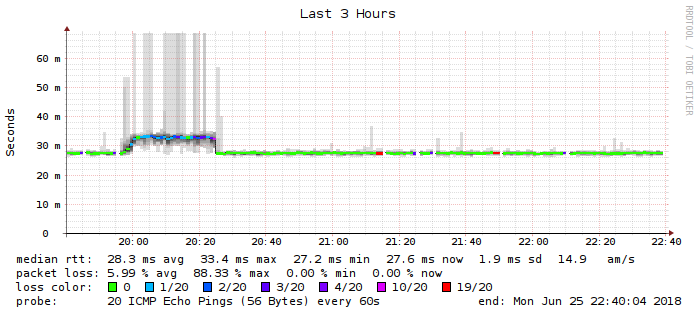 Last 3 Hours
RRDTOOL / TOBI OETIKER
Seconds
60 m
50 m
40 m
30 m
20 m
10 m
0
20:00 20:20 20:40 21:00 21:20 21:40 22:00 22:20 22:40
median rtt: 28.3 ms avg 33.4 ms max 27.2 ms min 27.6 ms now 1.9 ms sd 14.9 am/s
packet loss: 5.99 % avg 88.33 % max 0.00 % min 0.00 % now
loss color: 0 1/20 2/20 3/20 4/20 10/20 19/20
probe: 20 ICMP Echo Pings (56 Bytes) every 60s end: Mon Jun 25 22:40:04 2018